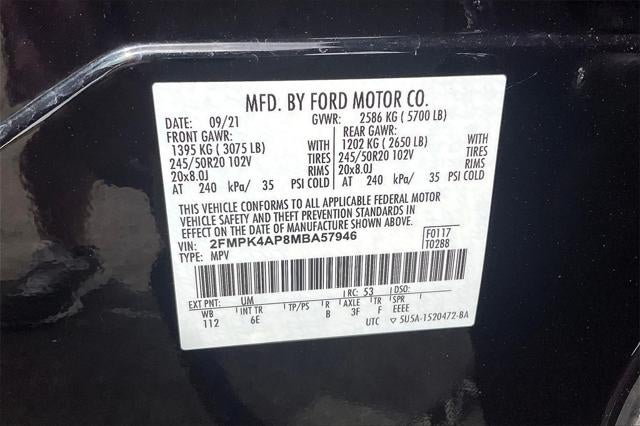 MFD. BY FORD MOTOR CO.
DATE: 09/21 GVWR: 2586 KG ( 5700 LB)
FRONT GAWR: REAR GAWR:
1395 KG ( 3075 LB) WITH 1202 KG ( 2650 LB) WITH
245/50R20 102V TIRES 245/50R20 102V TIRES
20x8.0J RIMS 20x8.0J RIMS
AT 240 kPa/ 35 PSI COLD AT 240 kPa/ 35 PSI COLD
THIS VEHICLE CONFORMS TO ALL APPLICABLE FEDERAL MOTOR
VEHICLE SAFETY AND THEFT PREVENTION STANDARDS IN
EFFECT ON THE DATE OF MANUFACTURE SHOWN ABOVE.
VIN: 2FMPK4AP8MBA57946 F0117
TYPE: MPV T0288
EXT PNT: UM RC: 53 DSO:
WB INT TR TP/PS R AXLE TR SPR
112 6E B 3F F EEEE
UTC ▽ 5U5A-1520472-BA